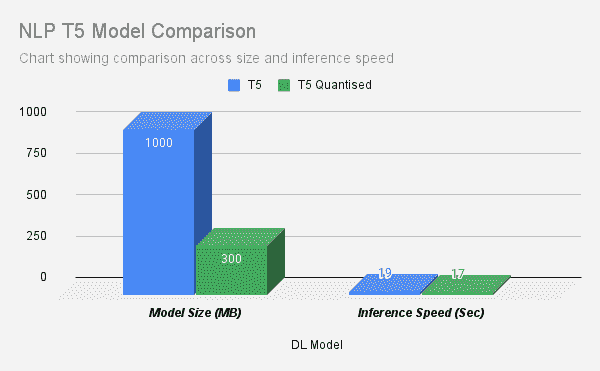 NLP T5 Model Comparison
Chart showing comparison across size and inference speed
T5 T5 Quantised
1000
750
500
250
0
1000
300
19
17
Model Size (MB) Inference Speed (Sec)
DL Model